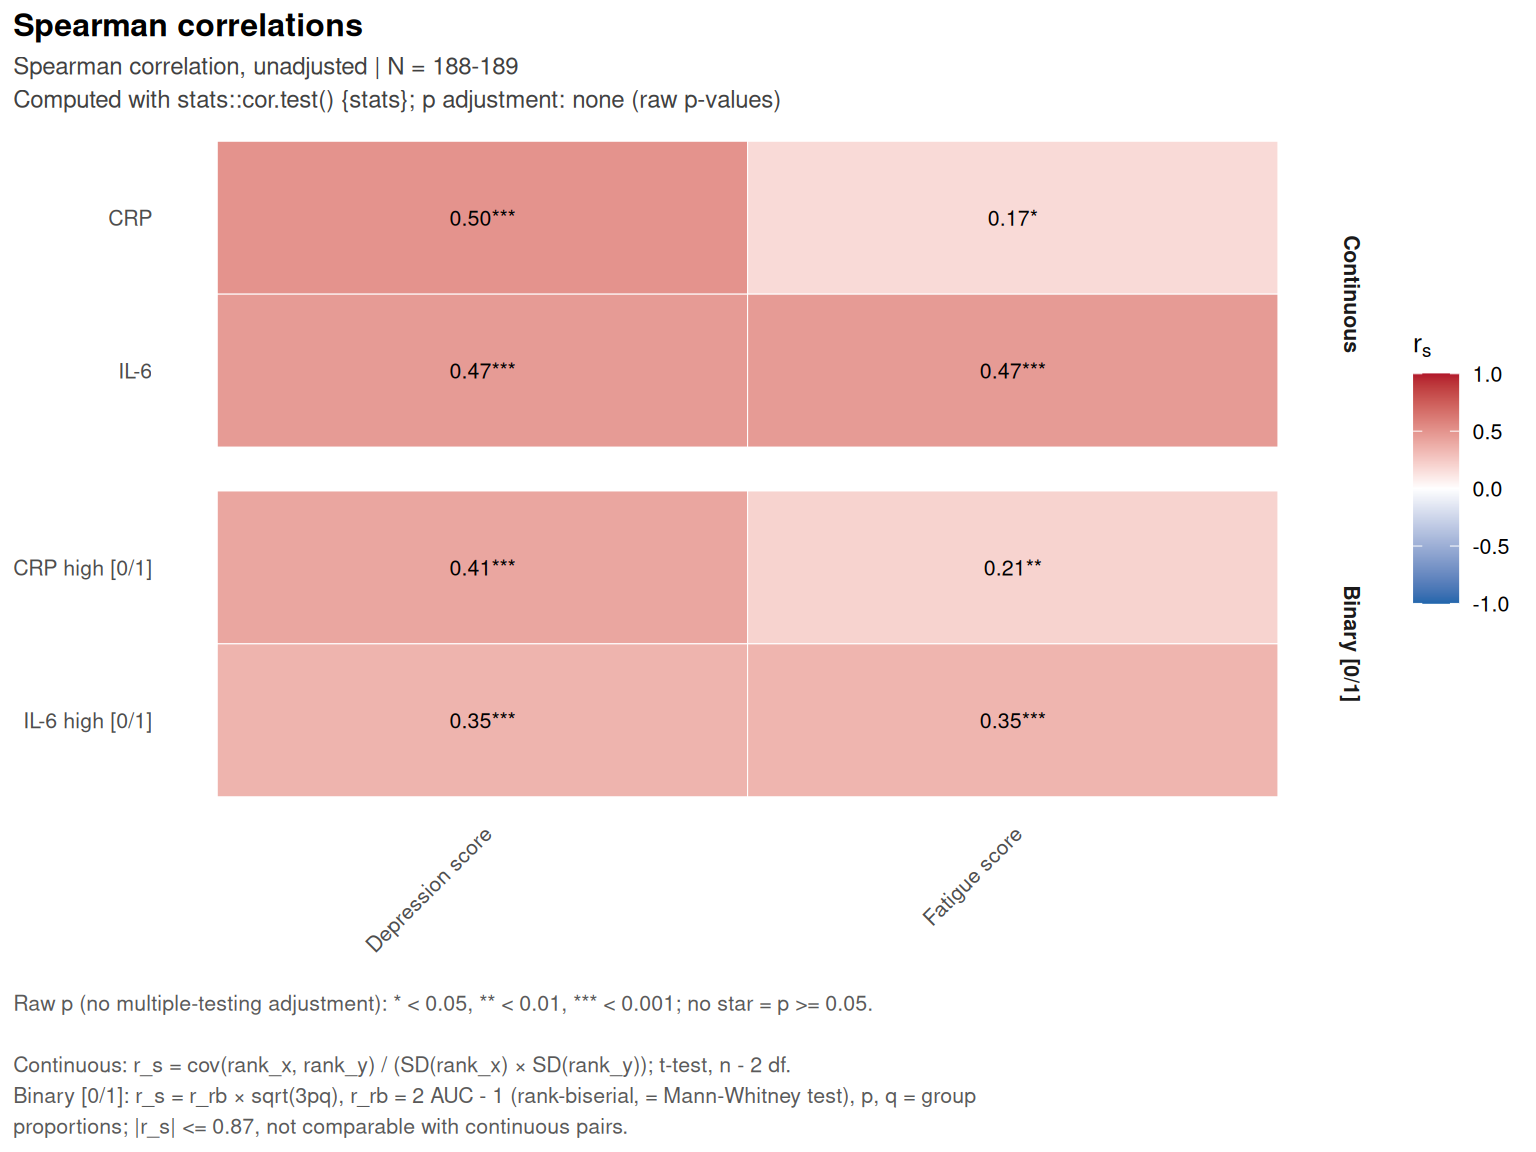 Spearman correlations
Spearman correlation, unadjusted | N = 188-189
Computed with stats::cor.test() {stats}; p adjustment: none (raw p-values)
CRP
0.50***
0.17*
IL-6
0.47***
0.47***
Continuous
CRP high [0/1]
0.41***
0.21**
IL-6 high [0/1]
0.35***
0.35***
Binary [0/1]
r_s
1.0
0.5
0.0
-0.5
-1.0
Depression score
Fatigue score
Raw p (no multiple-testing adjustment): * < 0.05, ** < 0.01, *** < 0.001; no star = p >= 0.05.
Continuous: r_s = cov(rank_x, rank_y) / (SD(rank_x) × SD(rank_y)); t-test, n - 2 df.
Binary [0/1]: r_s = r_rb × sqrt(3pq), r_rb = 2 AUC - 1 (rank-biserial, = Mann-Whitney test), p, q = group
proportions; |r_s| <= 0.87, not comparable with continuous pairs.